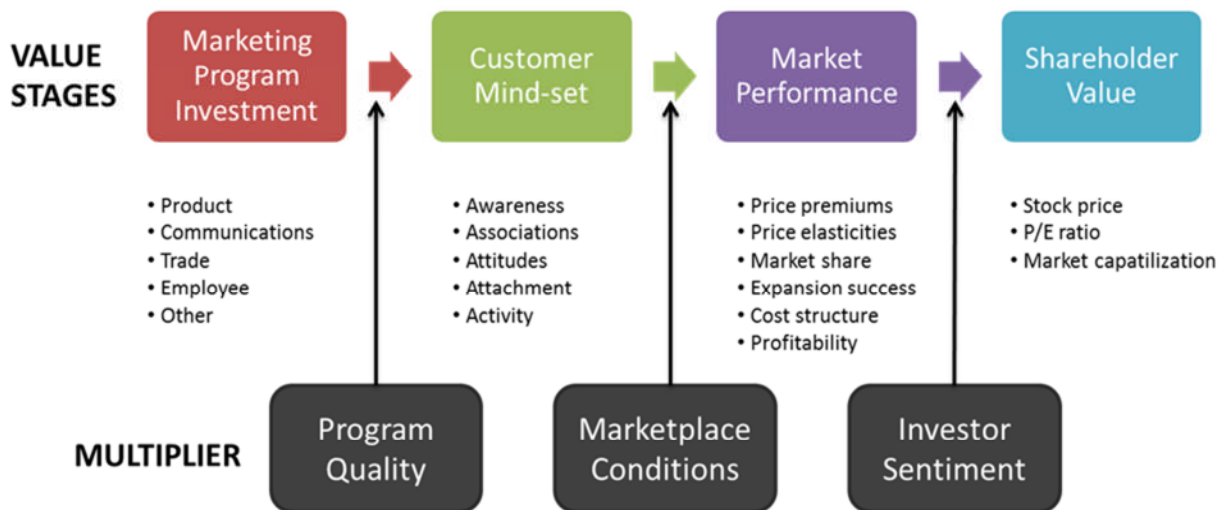 VALUE
STAGES
Marketing
Program
Investment
Customer
Mind-set
Market
Performance
Shareholder
Value
• Product
• Communications
• Trade
• Employee
• Other
• Awareness
• Associations
• Attitudes
• Attachment
• Activity
• Price premiums
• Price elasticities
• Market share
• Expansion success
• Cost structure
• Profitability
• Stock price
• P/E ratio
• Market capatilization
MULTIPLIER
Program
Quality
Marketplace
Conditions
Investor
Sentiment